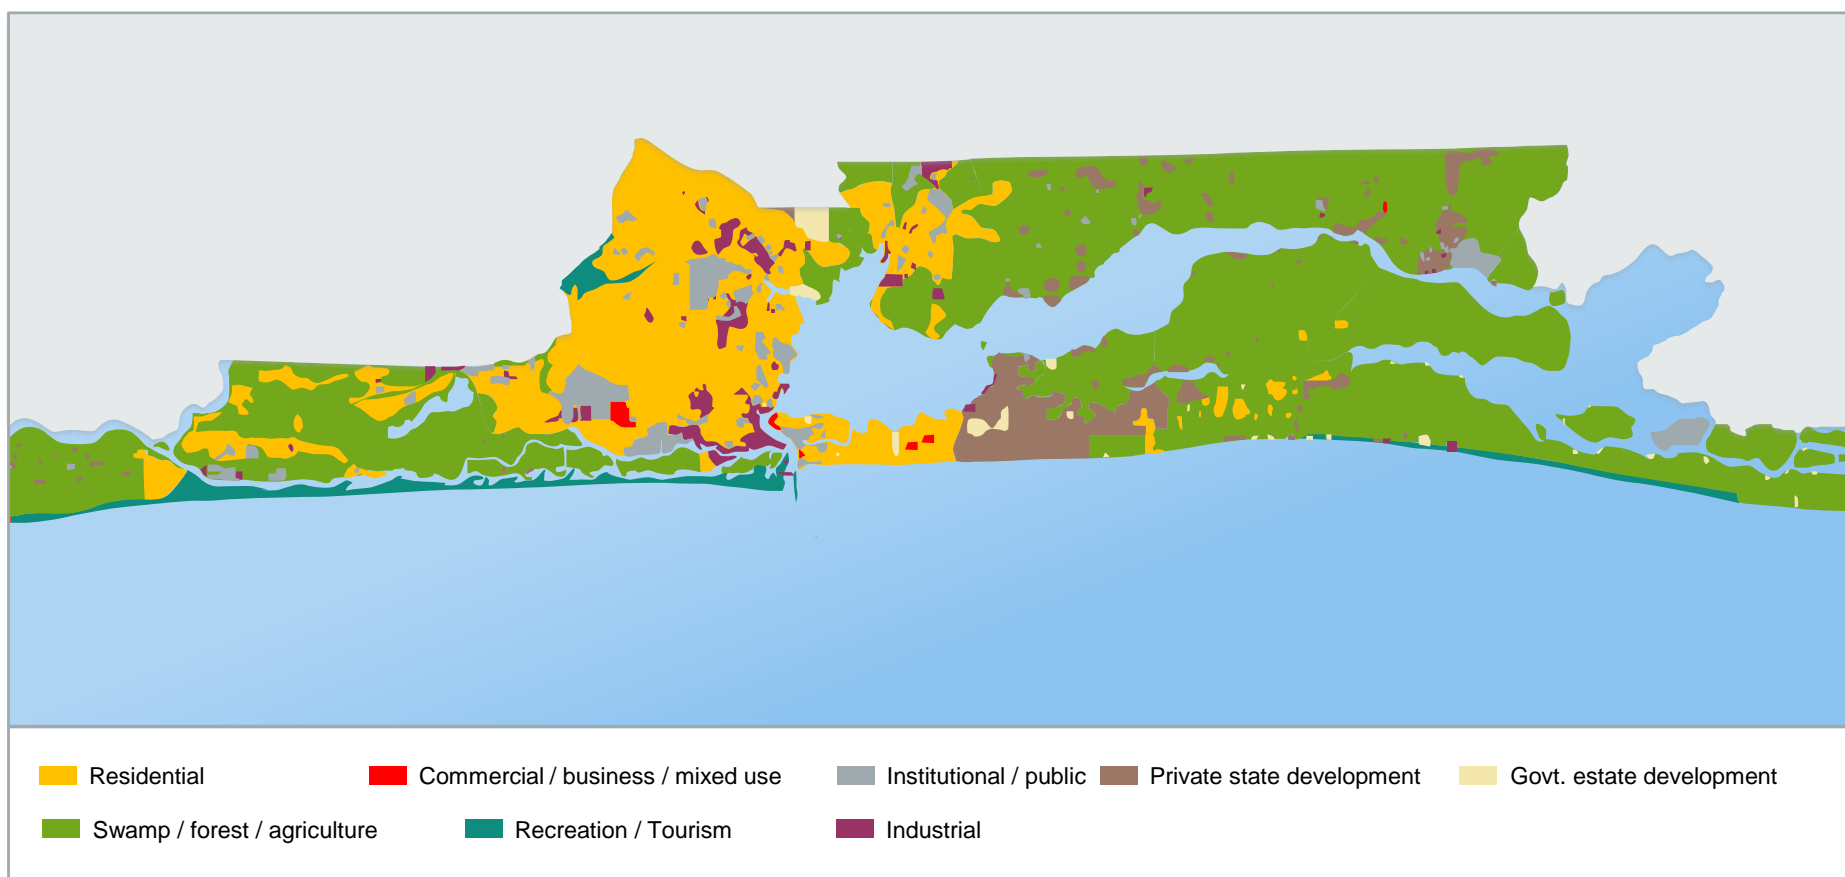 Residential
Commercial / business / mixed use
Institutional / public
Private state development
Govt. estate development
Swamp / forest / agriculture
Recreation / Tourism
Industrial